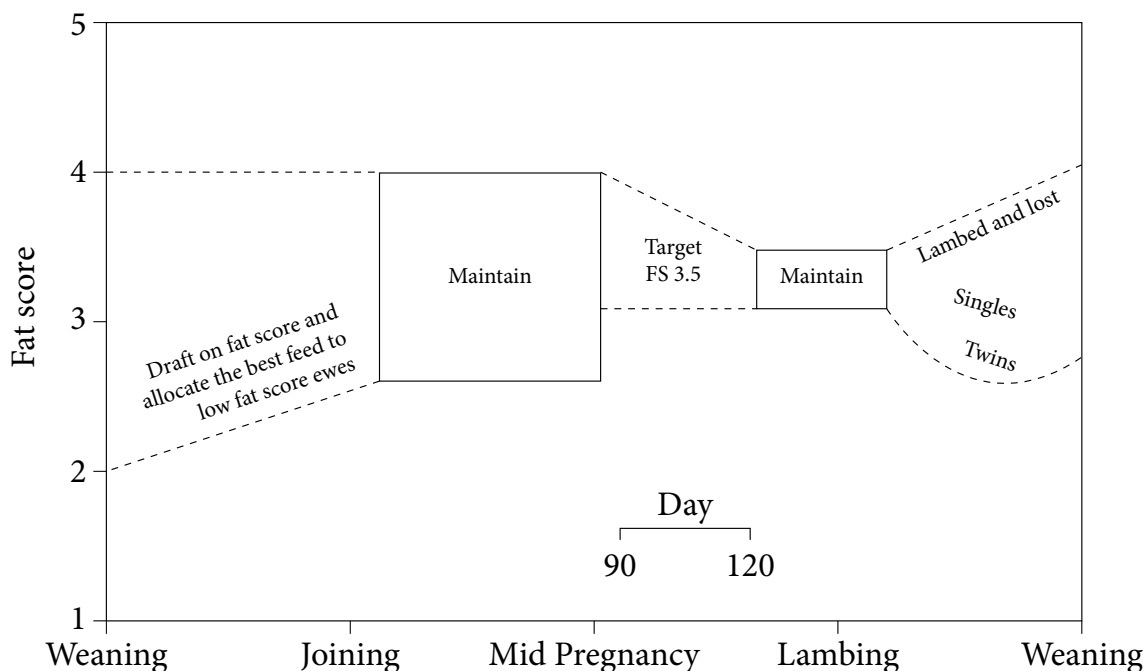 5
4
3
2
1
Fat score
Draft on fat score and
allocate the best feed to
low fat score ewes
Maintain
Target
FS 3.5
Maintain
Lambed and lost
Singles
Twins
Day
90 120
Weaning Joining Mid Pregnancy Lambing Weaning